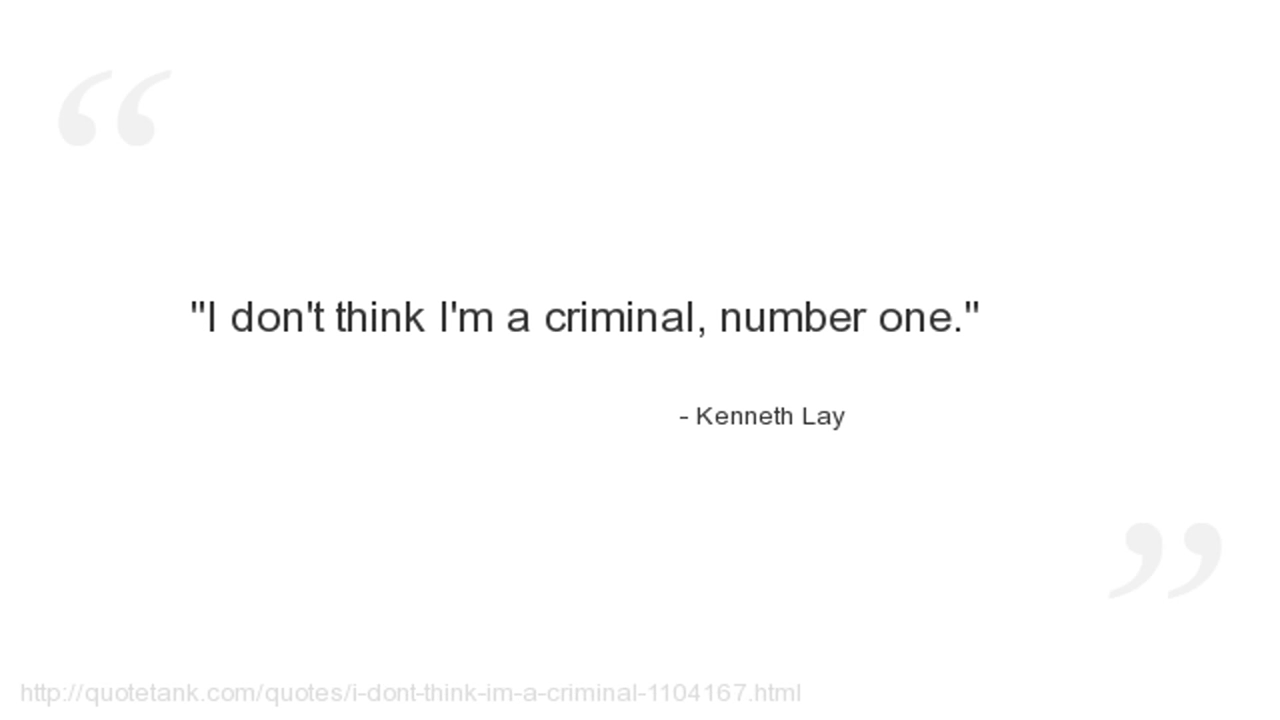 "I don't think I'm a criminal, number one."
- Kenneth Lay
http://quotetank.com/quotes/i-dont-think-im-a-criminal-1104167.html